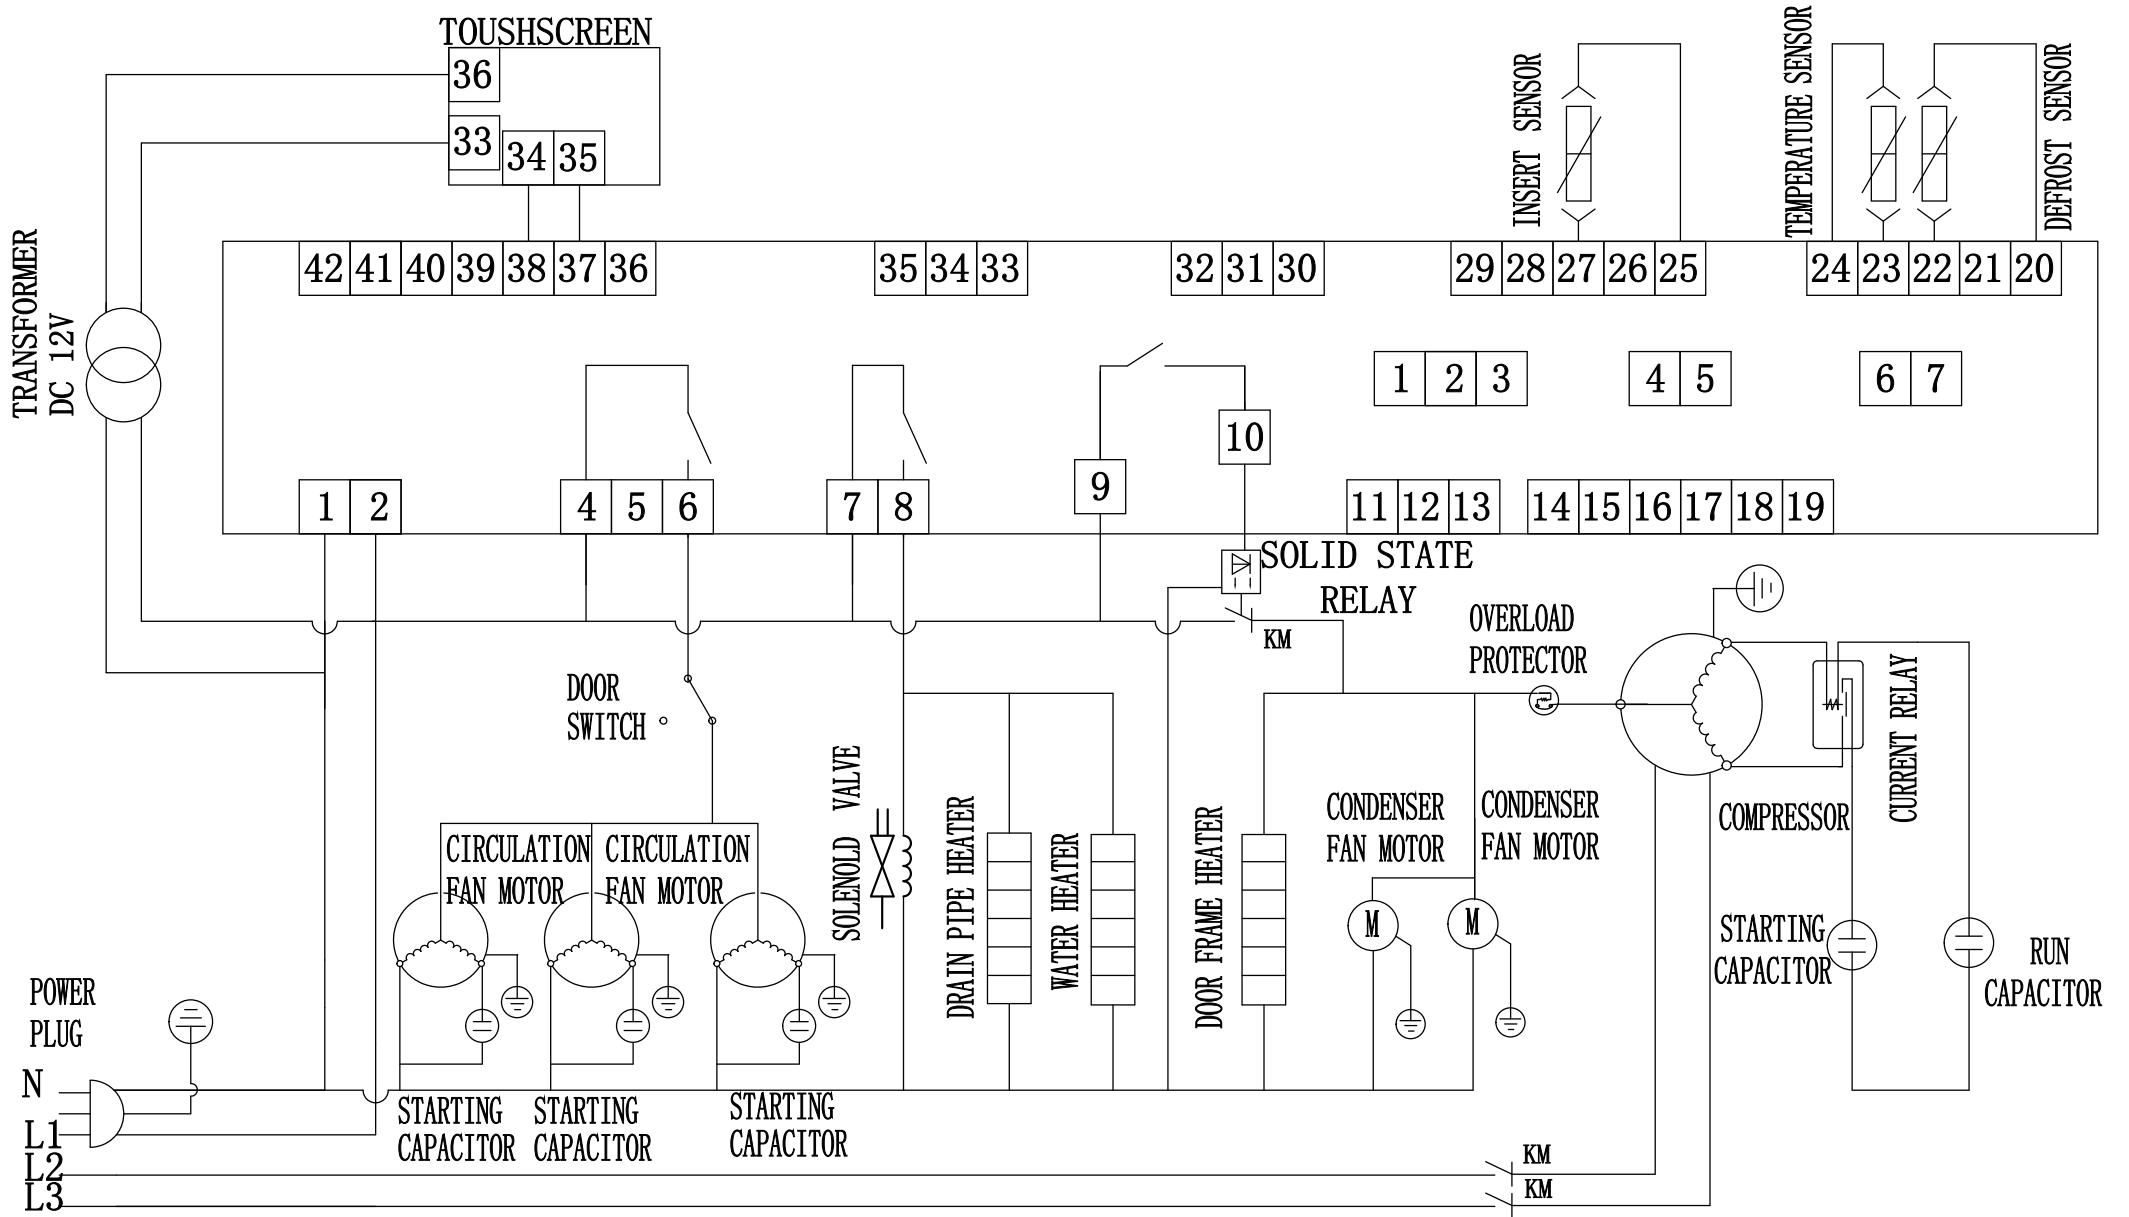 TOUSHSCREEN
36
33
34 35
INSERT SENSOR
TEMPERATURE SENSOR
DEFROST SENSOR
TRANSFORMER
DC 12V
42 41 40 39 38 37 36
35 34 33
32 31 30
29 28 27 26 25
24 23 22 21 20
1 2 3
4 5
6 7
10
9
1 2
4 5 6
7 8
11 12 13
14 15 16 17 18 19
SOLID STATE
RELAY
KM
OVERLOAD
PROTECTOR
DOOR
SWITCH
CURRENT RELAY
COMPRESSOR
SOLENOLD VALVE
DRAIN PIPE HEATER
WATER HEATER
DOOR FRAME HEATER
CIRCULATION
FAN MOTOR
CIRCULATION
FAN MOTOR
CONDENSER
FAN MOTOR
CONDENSER
FAN MOTOR
M
M
STARTING
CAPACITOR
RUN
CAPACITOR
POWER
PLUG
N
L1
L2
L3
STARTING
CAPACITOR
STARTING
CAPACITOR
STARTING
CAPACITOR
KM
KM